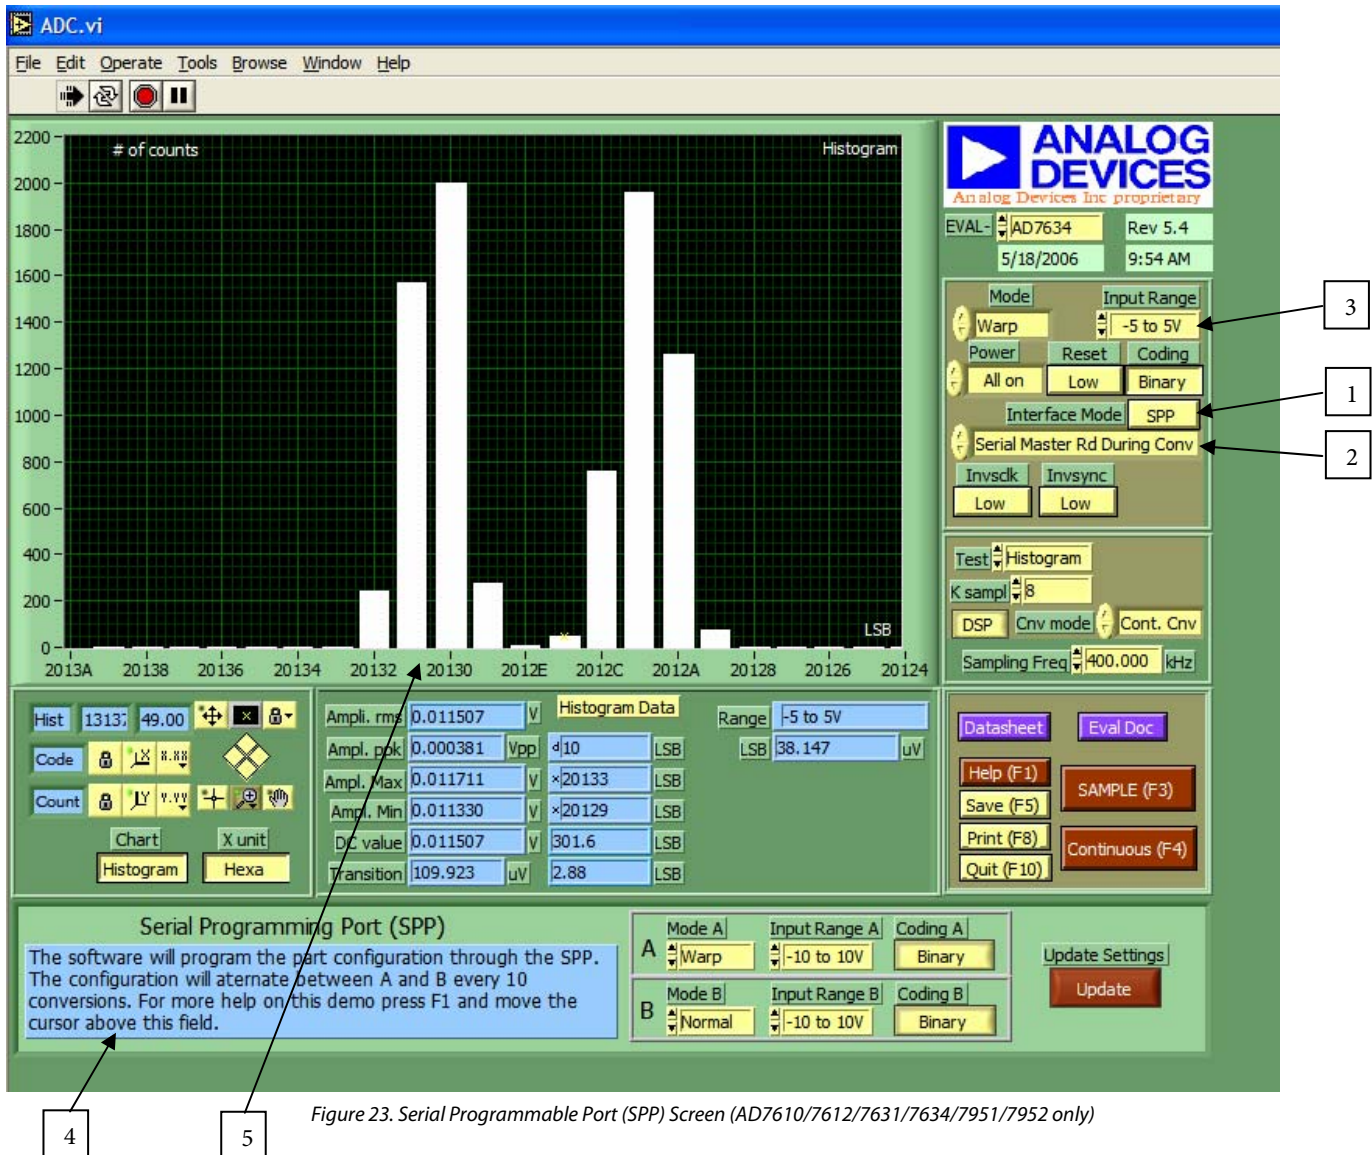 ADC.vi
File Edit Operate Tools Browse Window Help
# of counts
Histogram
2200
2000
1800
1600
1400
1200
1000
800
600
400
200
0
LSB
2013A 20138 20136 20134 20132 20130 2012E 2012C 2012A 20128 20126 20124
ANALOG
DEVICES
Analog Devices Inc proprietary
EVAL- AD7634 Rev 5.4
5/18/2006 9:54 AM
Mode Input Range
Warp -5 to 5V
3
Power Reset Coding
All on Low Binary
Interface Mode SPP
1
Serial Master Rd During Conv
2
Invsclk Invsync
Low Low
Test Histogram
K sampl 8
DSP Cnv mode Cont. Cnv
Sampling Freq 400.000 kHz
Hist 13137 49.00
Code
X.XX
Count
Y.YY
Chart X unit
Histogram Hexa
Histogram Data
Ampli. rms 0.011507 V
Ampl. ppk 0.000381 Vpp d 10 LSB
Ampl. Max 0.011711 V x 20133 LSB
Ampl. Min 0.011330 V x 20129 LSB
DC value 0.011507 V 301.6 LSB
Transition 109.923 uV 2.88 LSB
Range -5 to 5V
LSB 38.147 uV
Datasheet Eval Doc
Help (F1)
Save (F5)
Print (F8)
Quit (F10)
SAMPLE (F3)
Continuous (F4)
Serial Programming Port (SPP)
The software will program the part configuration through the SPP.
The configuration will aternate between A and B every 10
conversions. For more help on this demo press F1 and move the
cursor above this field.
A Mode A Input Range A Coding A
Warp -10 to 10V Binary
B Mode B Input Range B Coding B
Normal -10 to 10V Binary
Update Settings
Update
4
5
Figure 23. Serial Programmable Port (SPP) Screen (AD7610/7612/7631/7634/7951/7952 only)